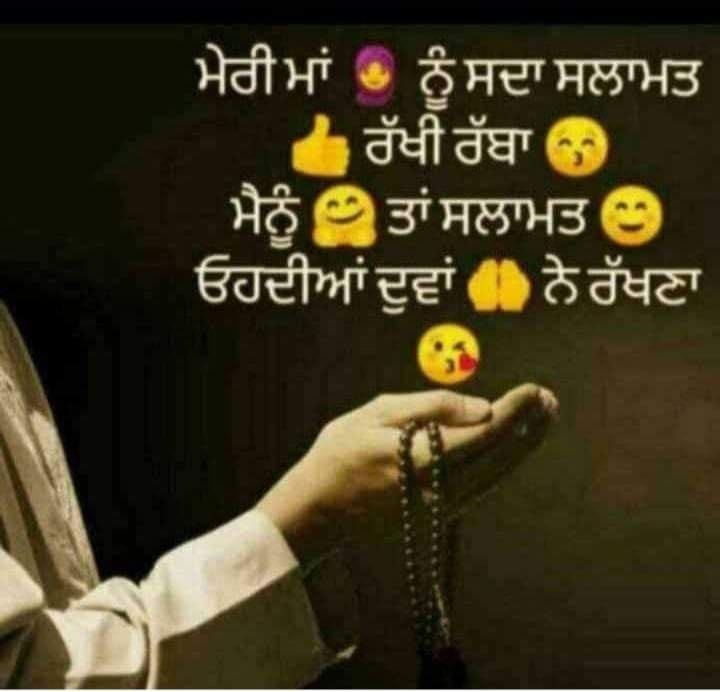 ਮੇਰੀ ਮਾਂ 🧕 ਨੂੰ ਸਦਾ ਸਲਾਮਤ
👍 ਰੱਖੀ ਰੱਬਾ 😙
ਮੈਨੂੰ 🤗 ਤਾਂ ਸਲਾਮਤ 😊
ਓਹਦੀਆਂ ਦੁਵਾਂ 🤲 ਨੇ ਰੱਖਣਾ
😘